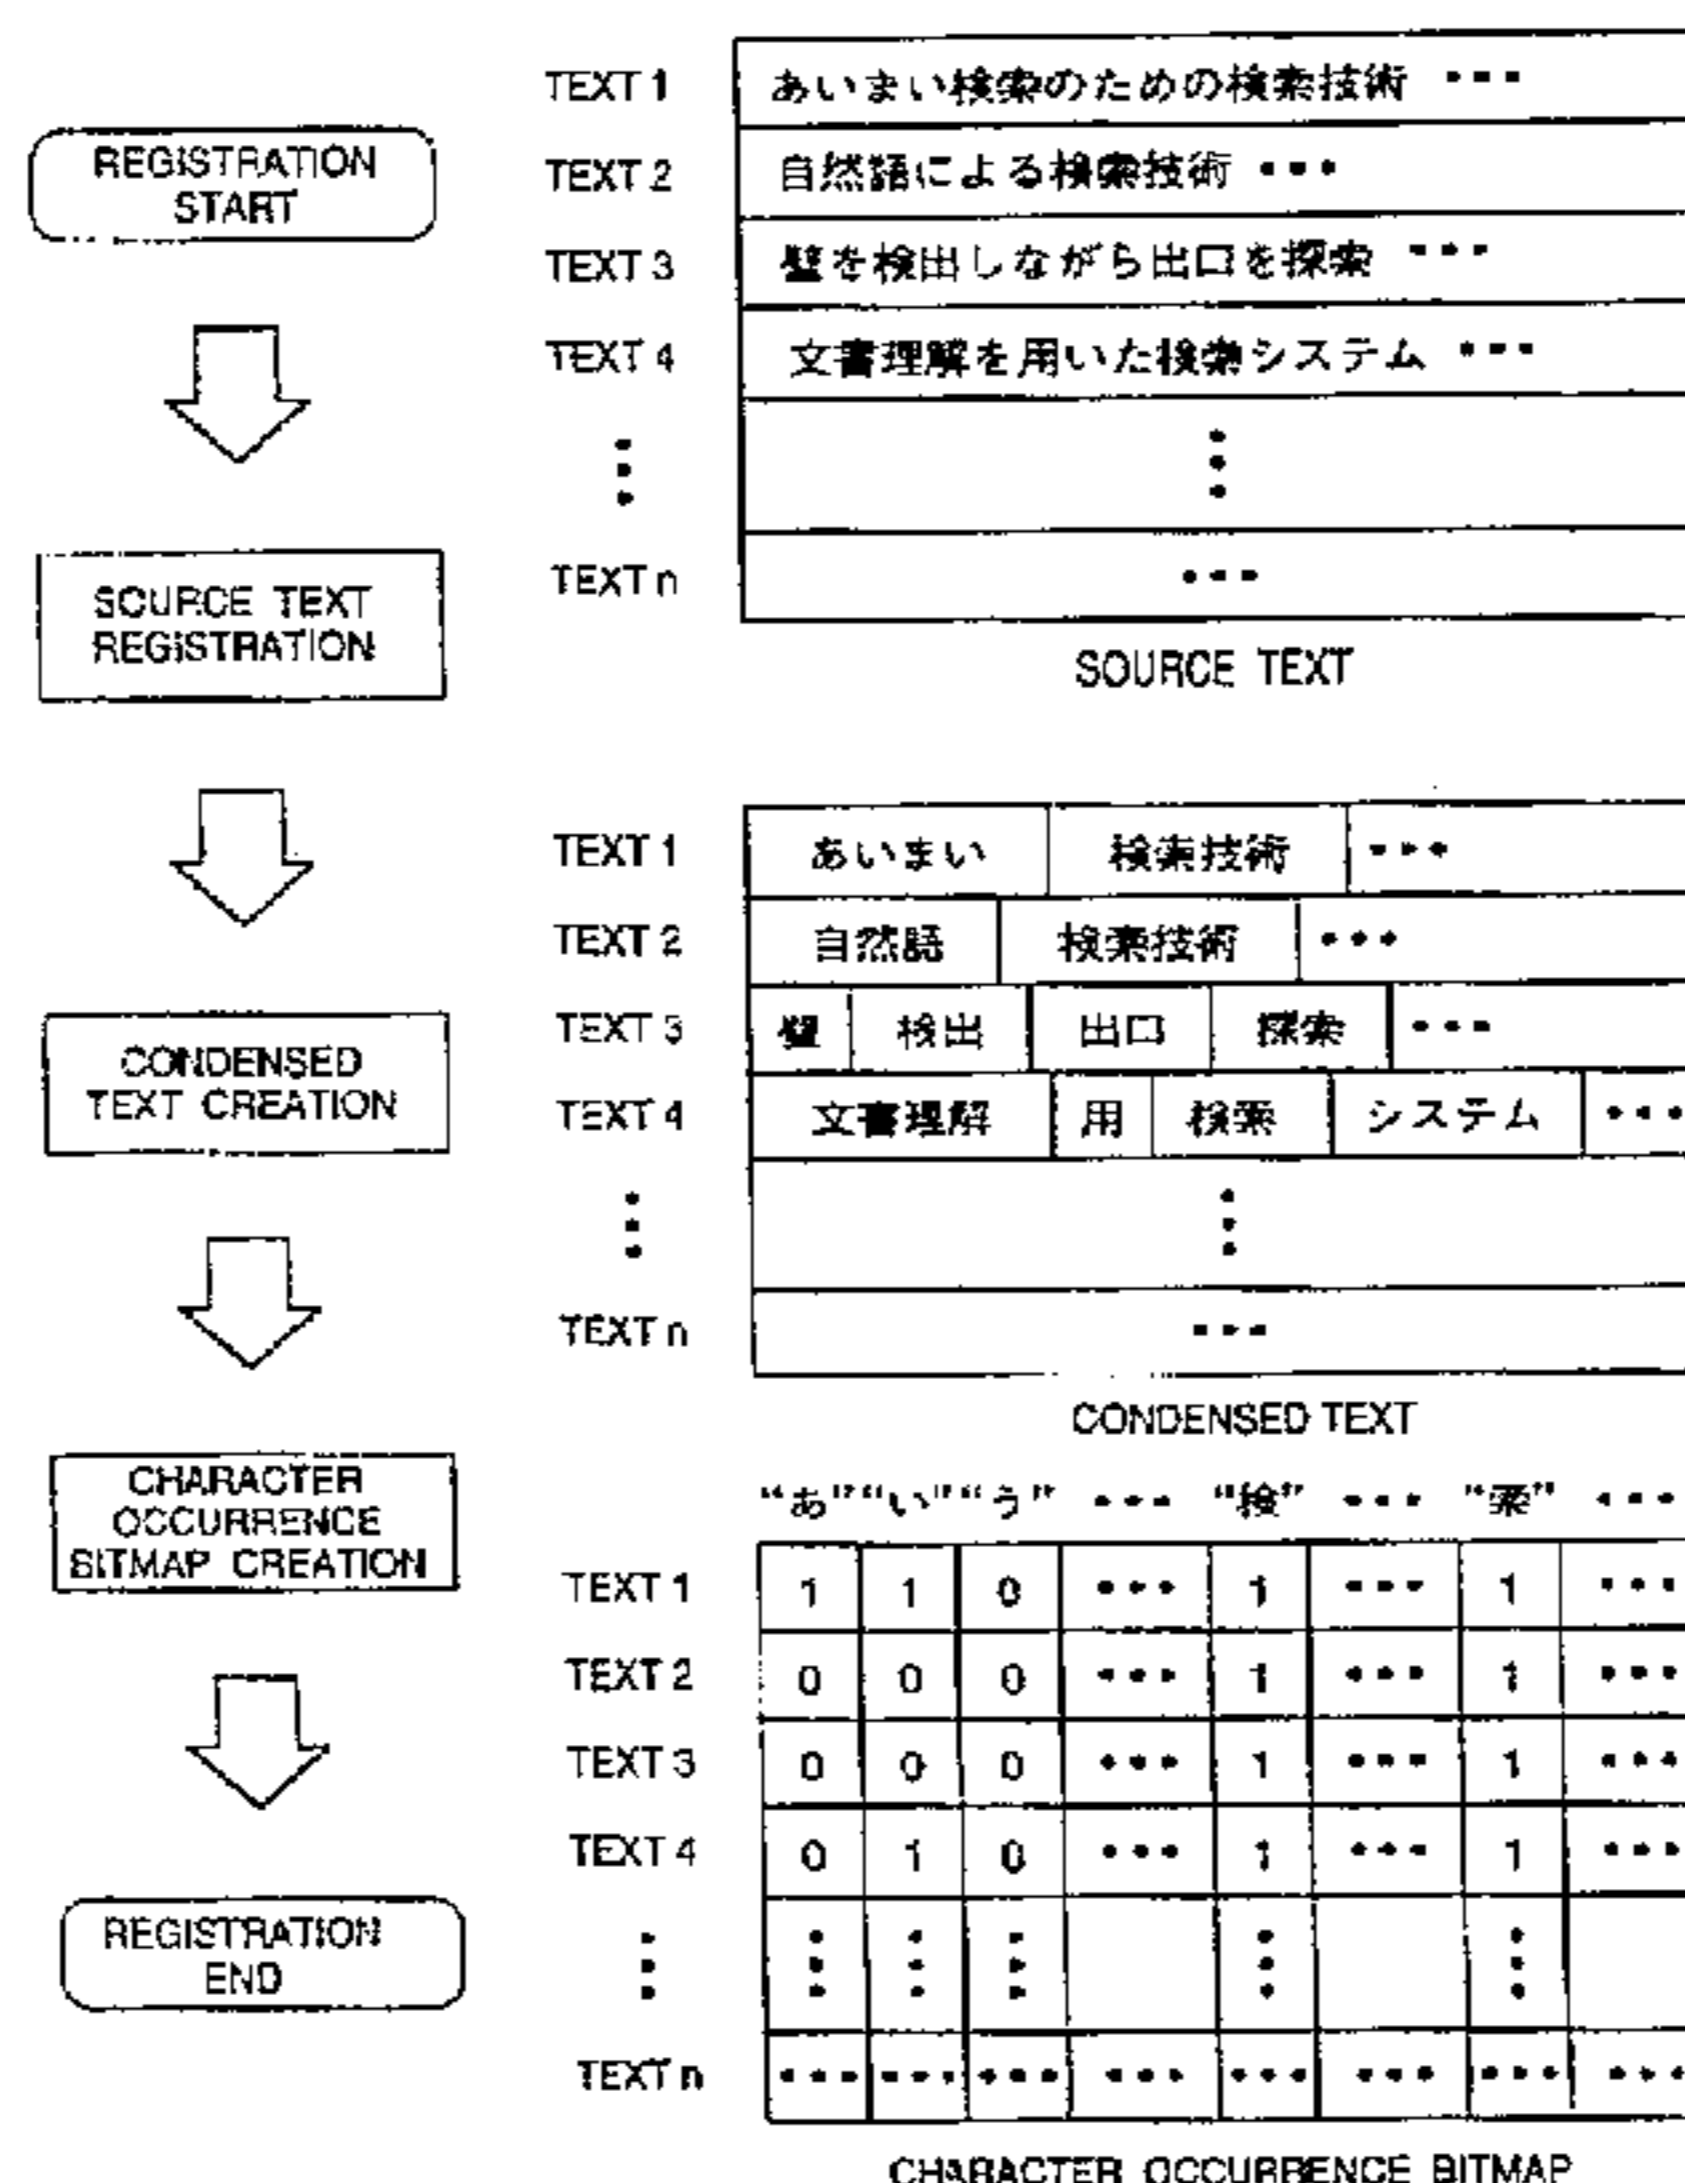 REGISTRATION
START
SOURCE TEXT
REGISTRATION
CONDENSED
TEXT CREATION
CHARACTER
OCCURRENCE
BITMAP CREATION
REGISTRATION
END
TEXT 1 あいまい検索のための検索技術 •••
TEXT 2 自然語による検索技術 •••
TEXT 3 壁を検出しながら出口を探索 •••
TEXT 4 文書理解を用いた検索システム •••
TEXT n •••
SOURCE TEXT
TEXT 1 あいまい 検索技術 •••
TEXT 2 自然語 検索技術 •••
TEXT 3 壁 検出 出口 探索 •••
TEXT 4 文書理解 用 検索 システム •••
TEXT n •••
CONDENSED TEXT
“あ” “い” “う” ••• “検” ••• “索” •••
TEXT 1 1 1 0 ••• 1 ••• 1 •••
TEXT 2 0 0 0 ••• 1 ••• 1 •••
TEXT 3 0 0 0 ••• 1 ••• 1 •••
TEXT 4 0 1 0 ••• 1 ••• 1 •••
TEXT n ••• ••• ••• ••• ••• ••• ••• •••
CHARACTER OCCURRENCE BITMAP